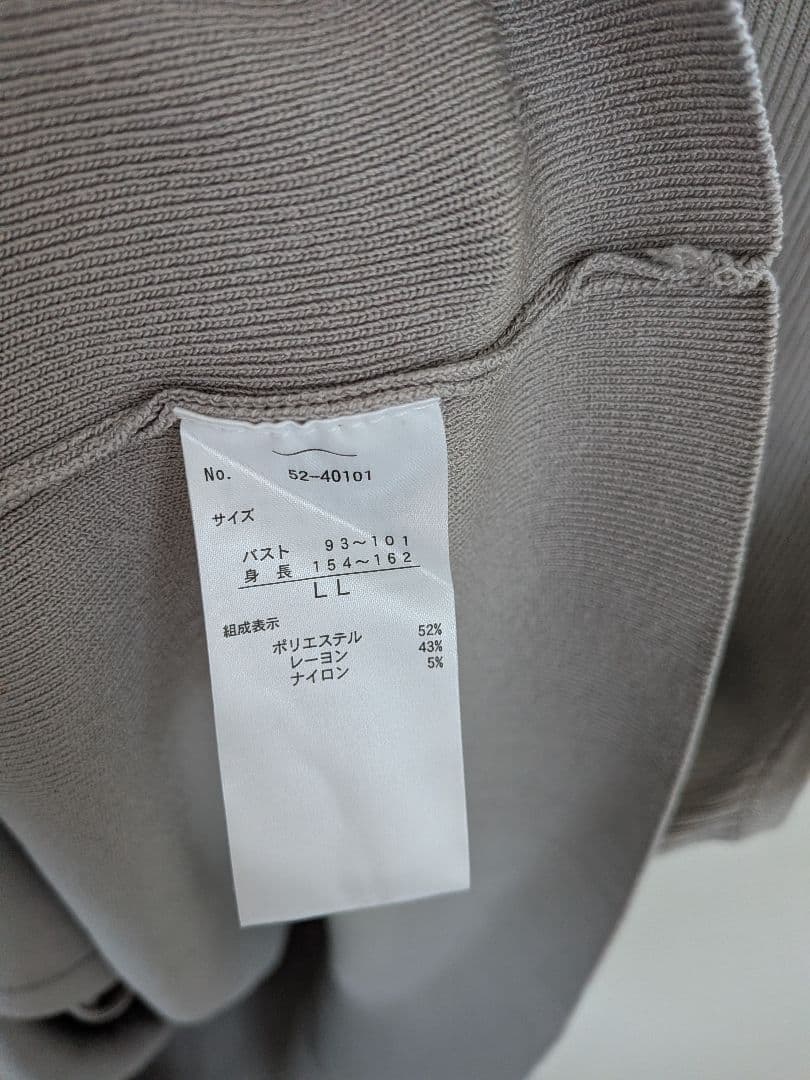 No. 52-40101
サイズ
バスト 93～101
身長 154～162
LL
組成表示
ポリエステル 52%
レーヨン 43%
ナイロン 5%